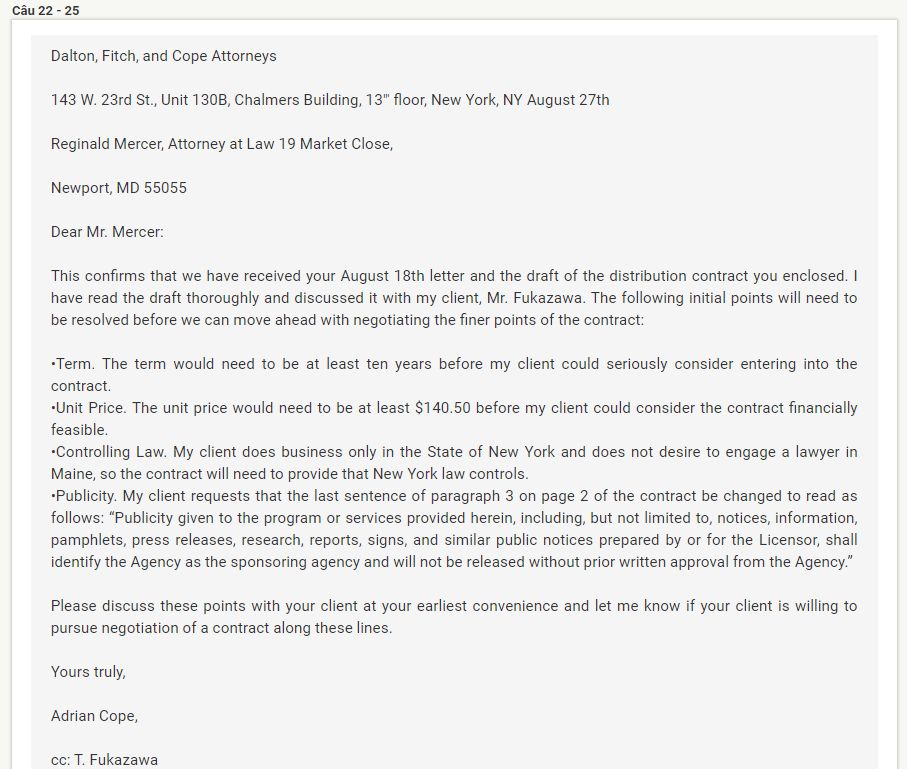 Câu 22 - 25
Dalton, Fitch, and Cope Attorneys
143 W. 23rd St., Unit 130B, Chalmers Building, 13"' floor, New York, NY August 27th
Reginald Mercer, Attorney at Law 19 Market Close,
Newport, MD 55055
Dear Mr. Mercer:
This confirms that we have received your August 18th letter and the draft of the distribution contract you enclosed. I
have read the draft thoroughly and discussed it with my client, Mr. Fukazawa. The following initial points will need to
be resolved before we can move ahead with negotiating the finer points of the contract:
•Term. The term would need to be at least ten years before my client could seriously consider entering into the
contract.
•Unit Price. The unit price would need to be at least $140.50 before my client could consider the contract financially
feasible.
•Controlling Law. My client does business only in the State of New York and does not desire to engage a lawyer in
Maine, so the contract will need to provide that New York law controls.
•Publicity. My client requests that the last sentence of paragraph 3 on page 2 of the contract be changed to read as
follows: “Publicity given to the program or services provided herein, including, but not limited to, notices, information,
pamphlets, press releases, research, reports, signs, and similar public notices prepared by or for the Licensor, shall
identify the Agency as the sponsoring agency and will not be released without prior written approval from the Agency.”
Please discuss these points with your client at your earliest convenience and let me know if your client is willing to
pursue negotiation of a contract along these lines.
Yours truly,
Adrian Cope,
cc: T. Fukazawa